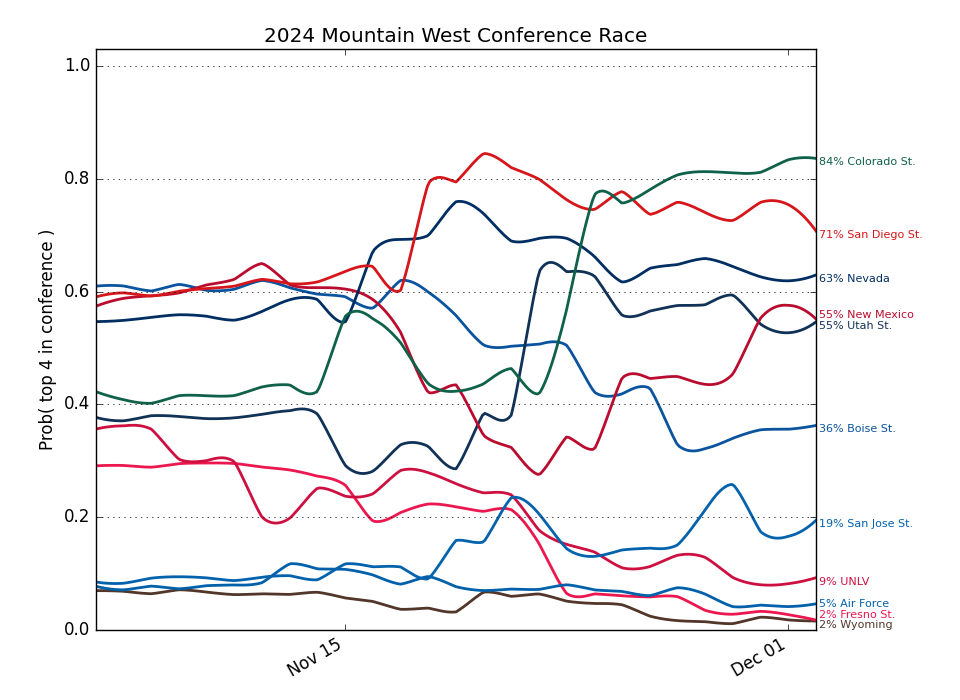 2024 Mountain West Conference Race
Prob( top 4 in conference )
1.0
0.8
0.6
0.4
0.2
0.0
Nov 15
Dec 01
84% Colorado St.
71% San Diego St.
63% Nevada
55% New Mexico
55% Utah St.
36% Boise St.
19% San Jose St.
9% UNLV
5% Air Force
2% Fresno St.
2% Wyoming